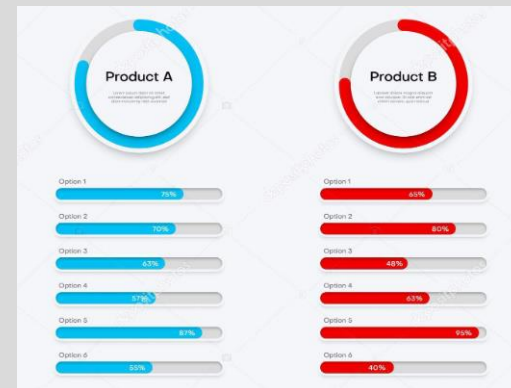 Product A
Product B
Option 1
75%
Option 2
70%
Option 3
63%
Option 4
57%
Option 5
87%
Option 6
55%
Option 1
65%
Option 2
80%
Option 3
48%
Option 4
63%
Option 5
95%
Option 6
40%